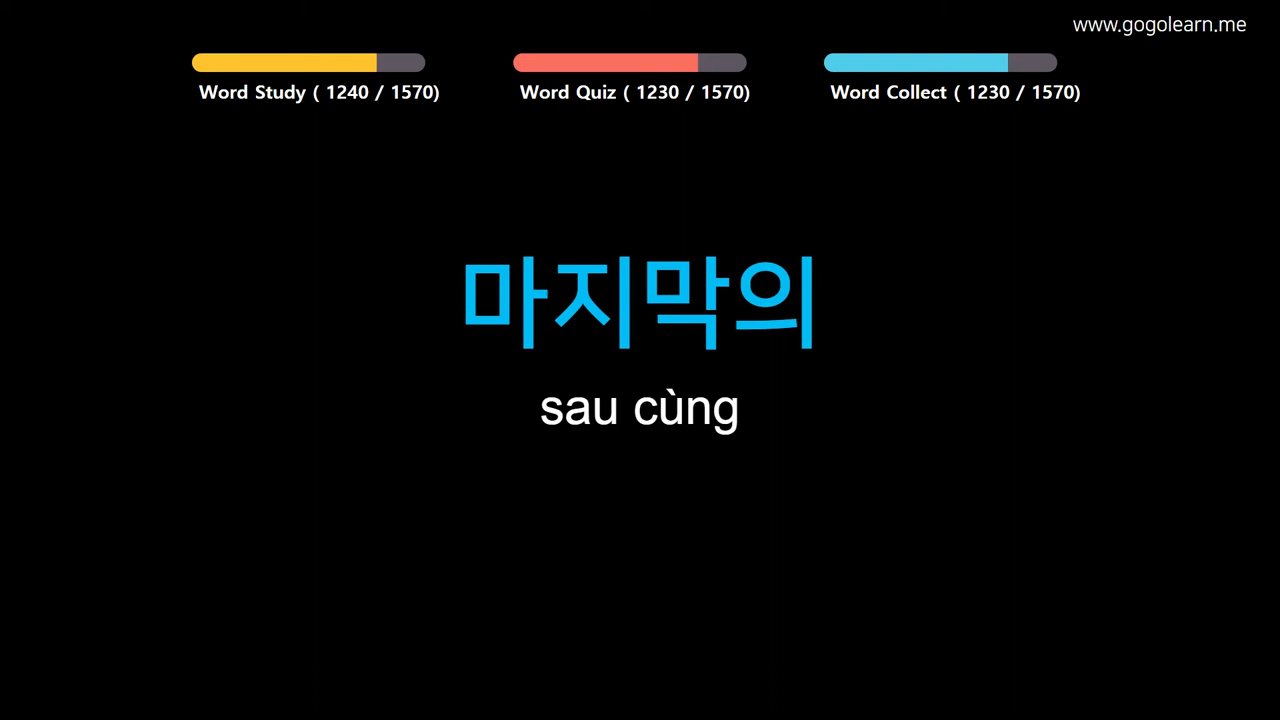 www.gogolearn.me
Word Study ( 1240 / 1570)
Word Quiz ( 1230 / 1570)
Word Collect ( 1230 / 1570)
마지막의
sau cùng